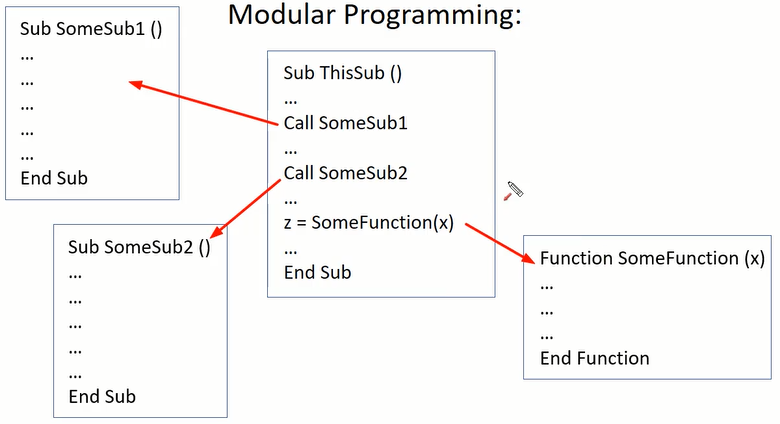 Modular Programming:
Sub SomeSub1 ()
...
...
...
...
...
End Sub
Sub ThisSub ()
...
Call SomeSub1
...
Call SomeSub2
...
z = SomeFunction(x)
...
End Sub
Sub SomeSub2 ()
...
...
...
...
...
End Sub
Function SomeFunction (x)
...
...
...
End Function